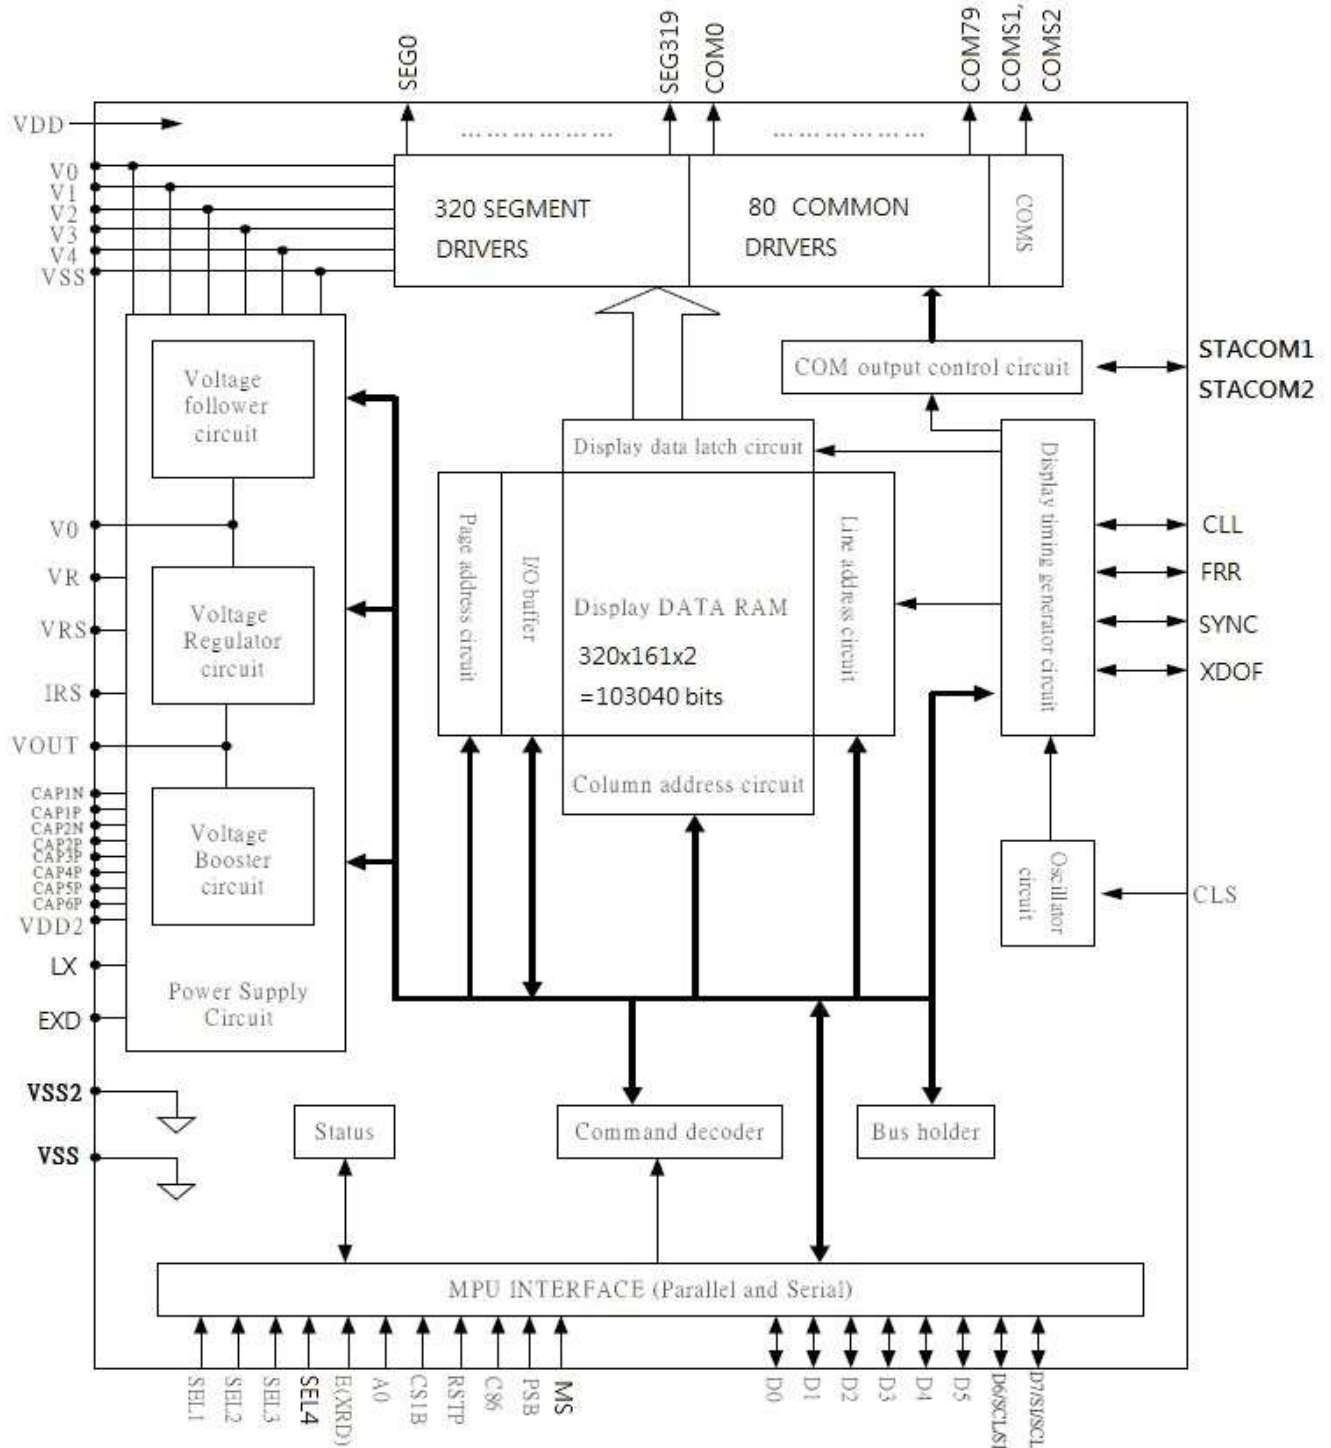 SEG0
SEG319
COM0
COM79
COMS1,
COMS2
VDD
V0
V1
V2
V3
V4
VSS
320 SEGMENT
DRIVERS
80 COMMON
DRIVERS
COMS
Voltage
follower
circuit
COM output control circuit
STACOM1
STACOM2
Display data latch circuit
Page address circuit
I/O buffer
Display DATA RAM
320x161x2
=103040 bits
Line address circuit
Display timing generator circuit
Column address circuit
CLL
FRR
SYNC
XDOF
V0
VR
VRS
IRS
VOUT
Voltage
Regulator
circuit
CAP1N
CAP1P
CAP2N
CAP2P
CAP3P
CAP4P
CAP5P
CAP6P
VDD2
LX
EXD
Voltage
Booster
circuit
Power Supply
Circuit
Oscillator
circuit
CLS
VSS2
VSS
Status
Command decoder
Bus holder
MPU INTERFACE (Parallel and Serial)
SEL1
SEL2
SEL3
SEL4
E(XRD)
A0
CS1B
RSTP
C86
PSB
MS
D0
D1
D2
D3
D4
D5
D7/SI/SCL